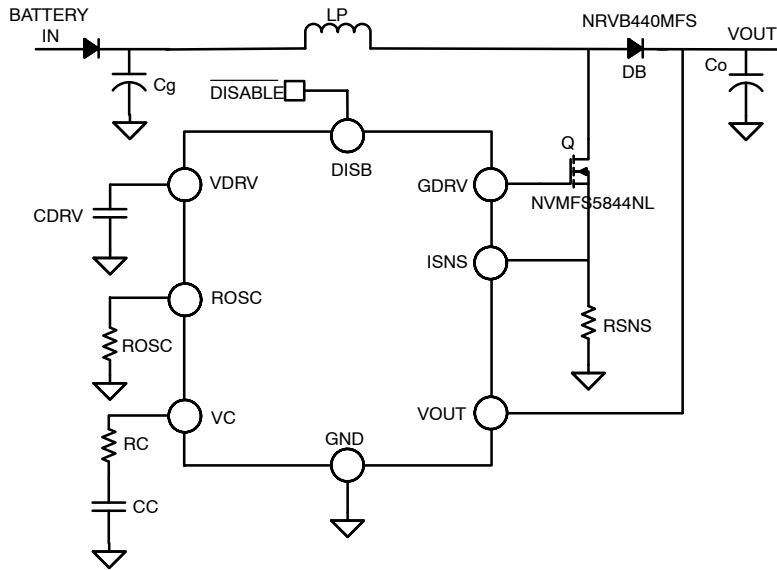 BATTERY
IN
LP
NRVB440MFS
VOUT
DB
Co
Cg
DISABLE
DISB
Q
VDRV
GDRV
NVMFS5844NL
CDRV
ISNS
ROSC
RSNS
ROSC
VC
VOUT
RC
GND
CC